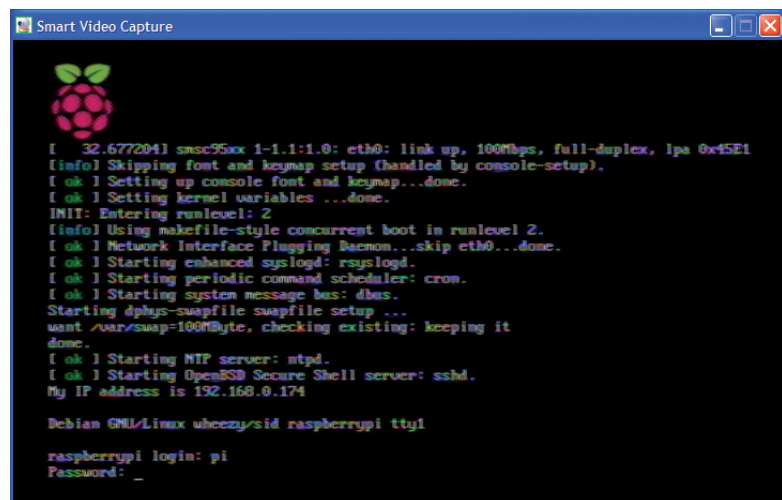 Smart Video Capture
[   32.677204] smsc95xx 1-1.1:1.0: eth0: link up, 100Mbps, full-duplex, lpa 0x45E1
[info] Skipping font and keymap setup (handled by console-setup).
[ ok ] Setting up console font and keymap...done.
[ ok ] Setting kernel variables ...done.
INIT: Entering runlevel: 2
[info] Using makefile-style concurrent boot in runlevel 2.
[ ok ] Network Interface Plugging Daemon...skip eth0...done.
[ ok ] Starting enhanced syslogd: rsyslogd.
[ ok ] Starting periodic command scheduler: cron.
[ ok ] Starting system message bus: dbus.
Starting dphys-swapfile swapfile setup ...
want /var/swap=100MByte, checking existing: keeping it
done.
[ ok ] Starting NTP server: ntpd.
[ ok ] Starting OpenBSD Secure Shell server: sshd.
My IP address is 192.168.0.174
Debian GNU/Linux wheezy/sid raspberrypi tty1
raspberrypi login: pi
Password: _